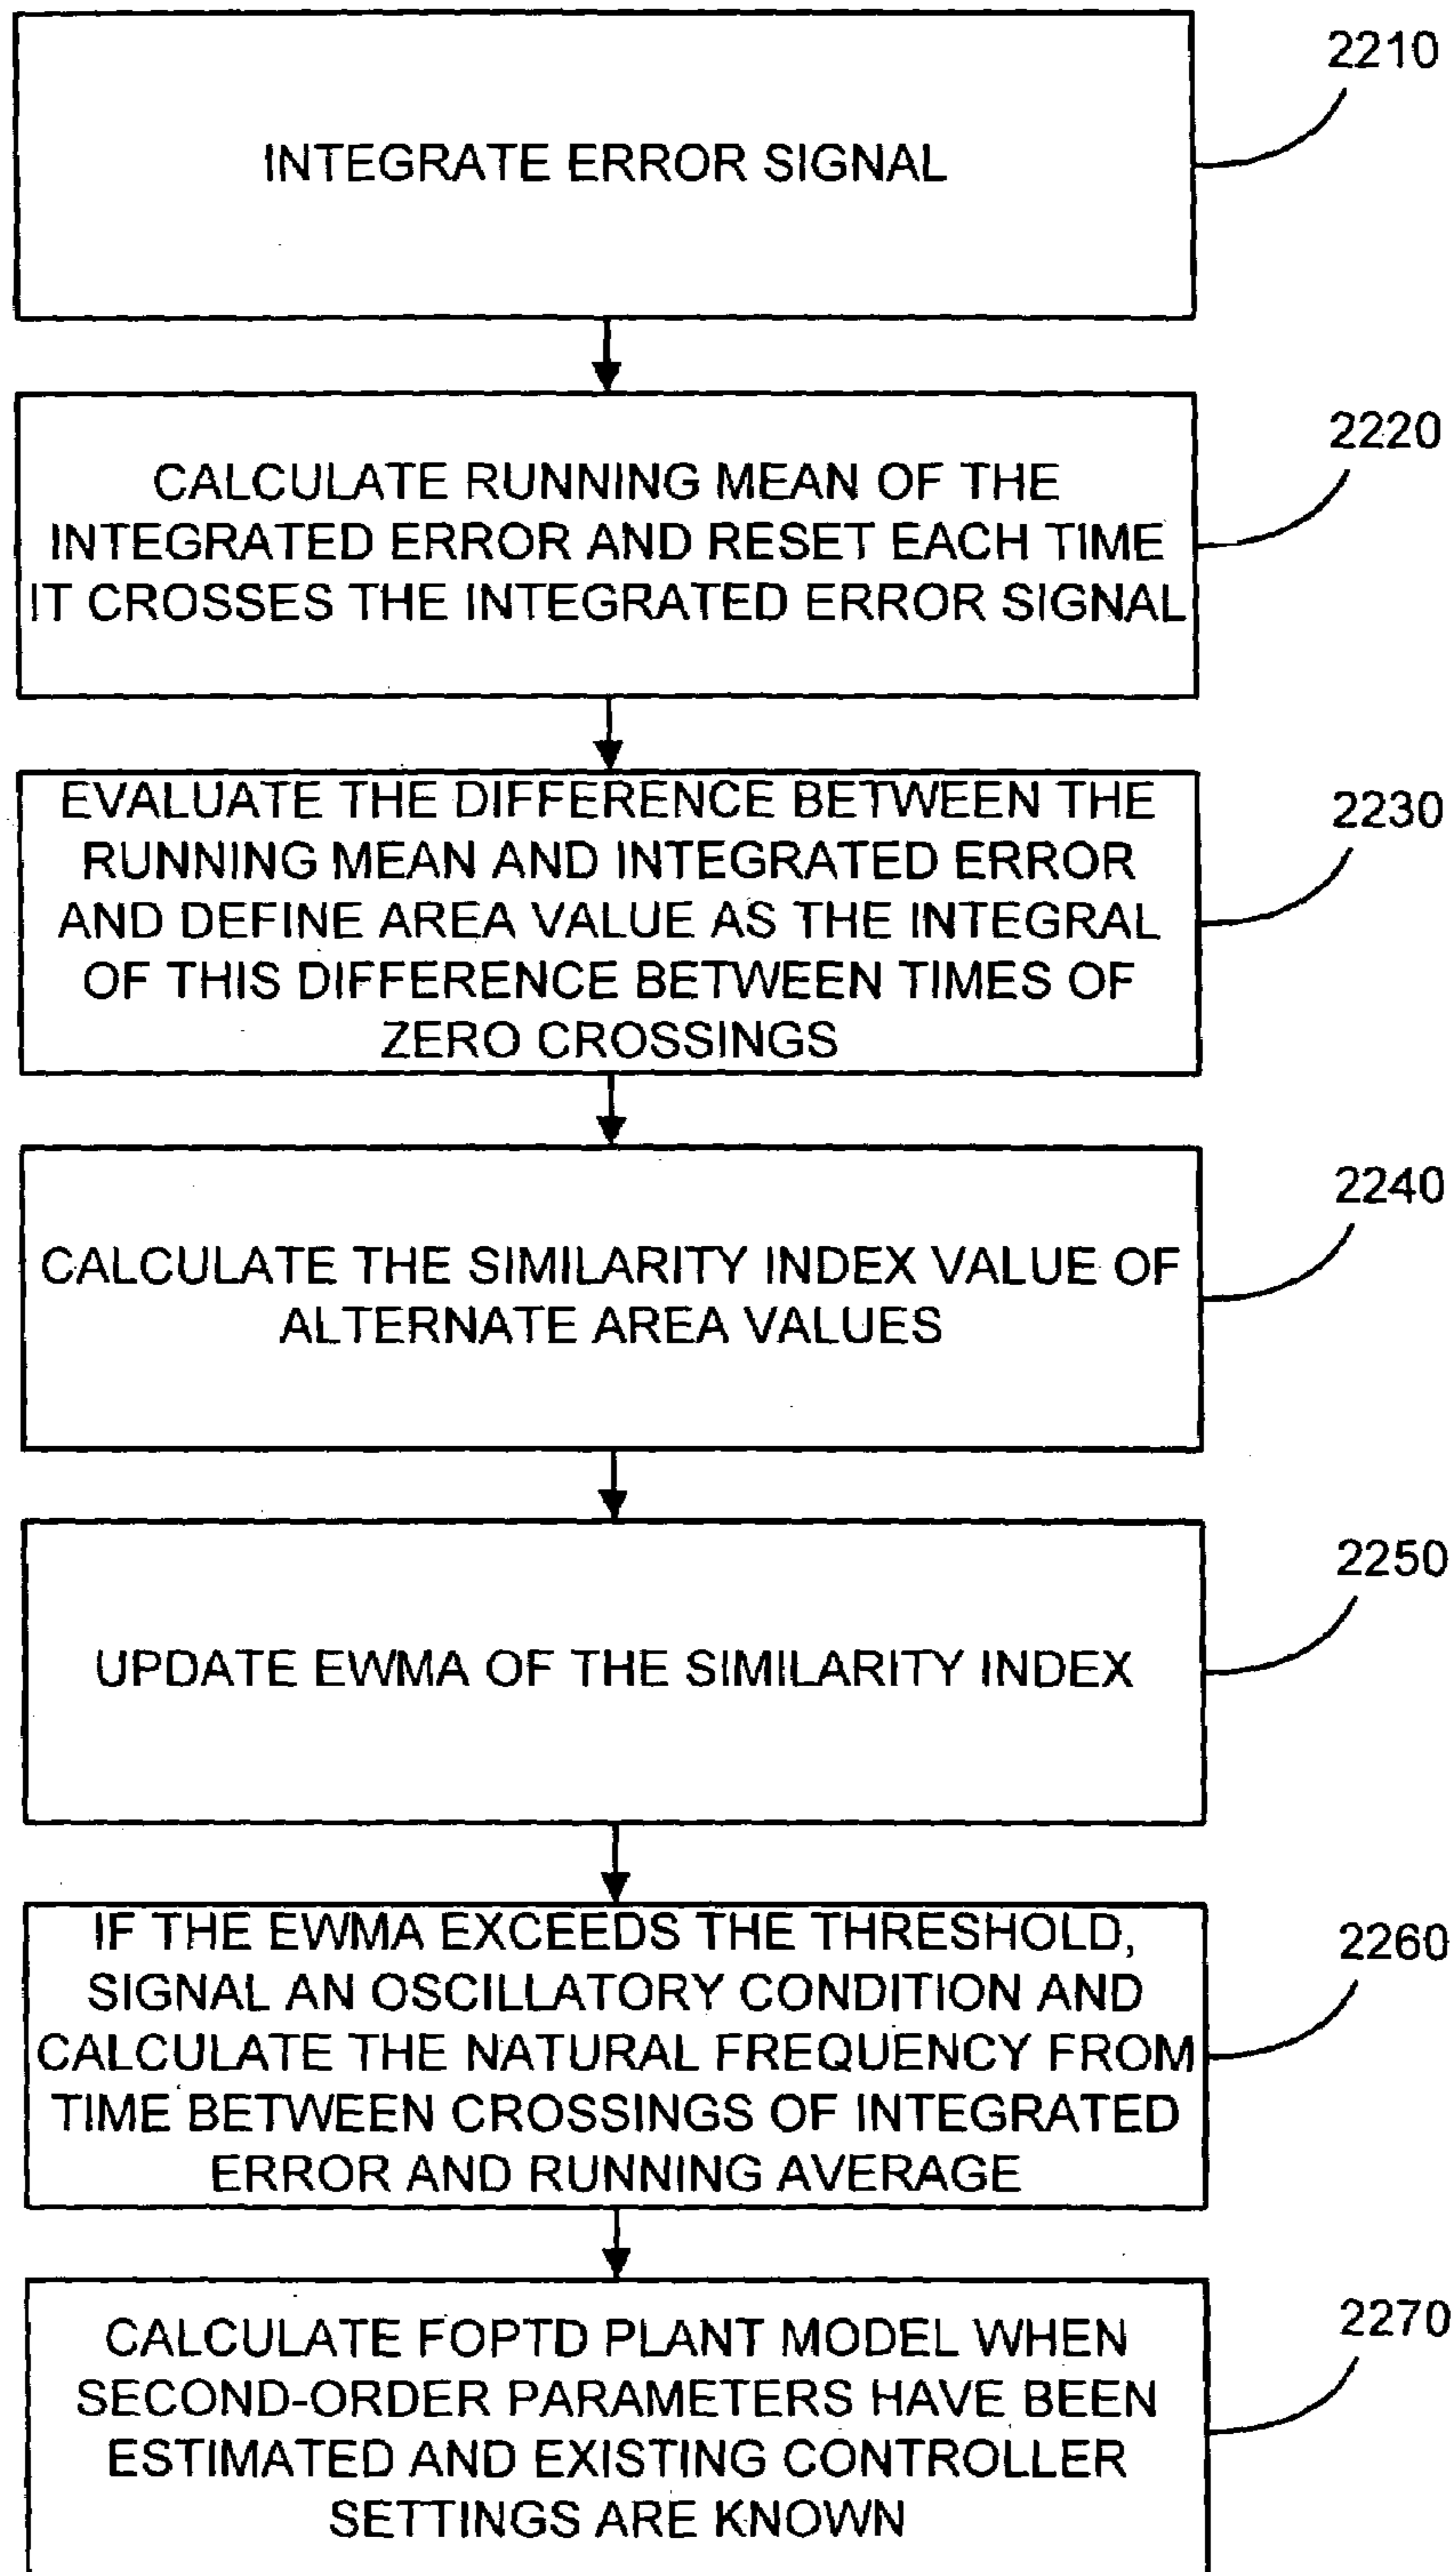 2210
INTEGRATE ERROR SIGNAL
2220
CALCULATE RUNNING MEAN OF THE
INTEGRATED ERROR AND RESET EACH TIME
IT CROSSES THE INTEGRATED ERROR SIGNAL
2230
EVALUATE THE DIFFERENCE BETWEEN THE
RUNNING MEAN AND INTEGRATED ERROR
AND DEFINE AREA VALUE AS THE INTEGRAL
OF THIS DIFFERENCE BETWEEN TIMES OF
ZERO CROSSINGS
2240
CALCULATE THE SIMILARITY INDEX VALUE OF
ALTERNATE AREA VALUES
2250
UPDATE EWMA OF THE SIMILARITY INDEX
2260
IF THE EWMA EXCEEDS THE THRESHOLD,
SIGNAL AN OSCILLATORY CONDITION AND
CALCULATE THE NATURAL FREQUENCY FROM
TIME BETWEEN CROSSINGS OF INTEGRATED
ERROR AND RUNNING AVERAGE
2270
CALCULATE FOPTD PLANT MODEL WHEN
SECOND-ORDER PARAMETERS HAVE BEEN
ESTIMATED AND EXISTING CONTROLLER
SETTINGS ARE KNOWN